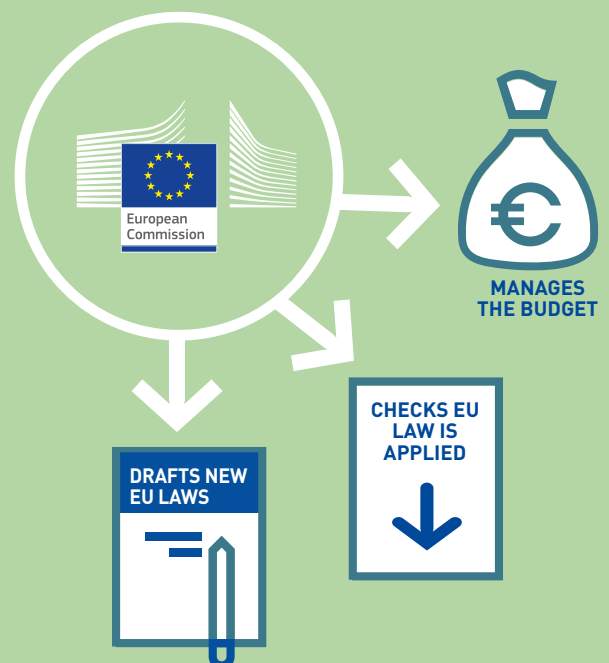 European
Commission
MANAGES
THE BUDGET
CHECKS EU
LAW IS
APPLIED
DRAFTS NEW
EU LAWS